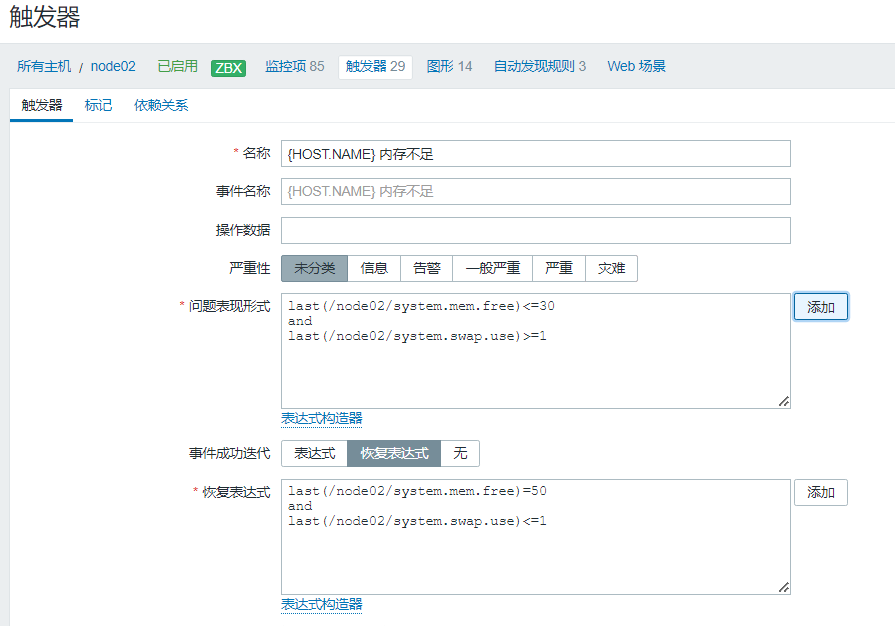 触发器
所有主机 / node02 已启用 ZBX 监控项 85 触发器 29 图形 14 自动发现规则 3 Web 场景
触发器 标记 依赖关系
* 名称 {HOST.NAME} 内存不足
事件名称 {HOST.NAME} 内存不足
操作数据
严重性 未分类 信息 告警 一般严重 严重 灾难
* 问题表现形式 last(/node02/system.mem.free)<=30 添加
and
last(/node02/system.swap.use)>=1
表达式构造器
事件成功迭代 表达式 恢复表达式 无
* 恢复表达式 last(/node02/system.mem.free)=50 添加
and
last(/node02/system.swap.use)<=1
表达式构造器